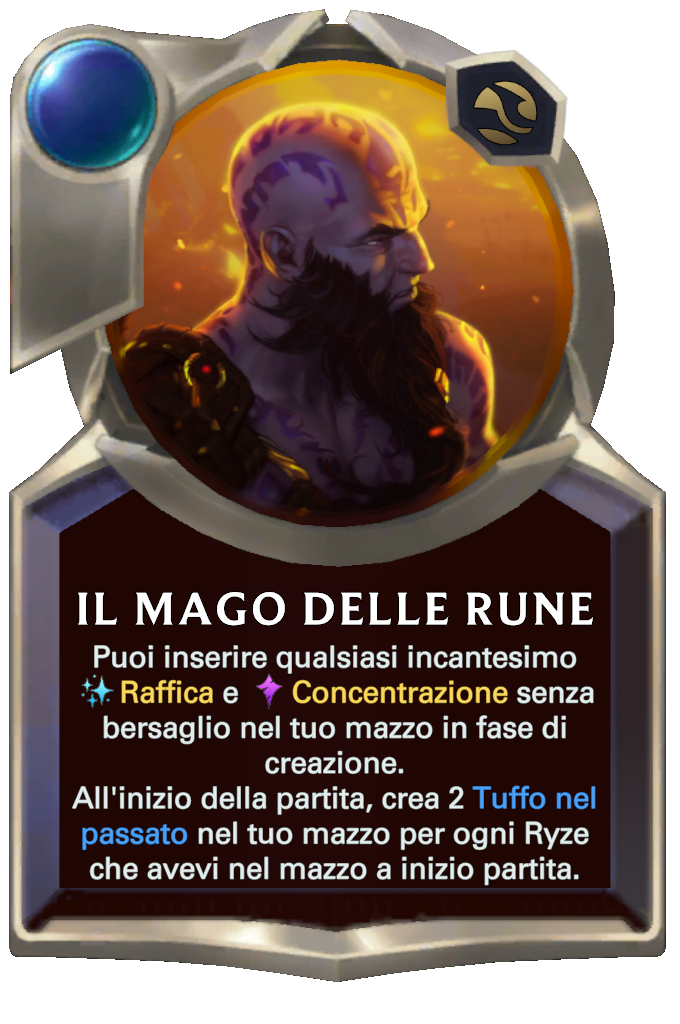 IL MAGO DELLE RUNE
Puoi inserire qualsiasi incantesimo
Raffica e Concentrazione senza
bersaglio nel tuo mazzo in fase di
creazione.
All'inizio della partita, crea 2 Tuffo nel
passato nel tuo mazzo per ogni Ryze
che avevi nel mazzo a inizio partita.